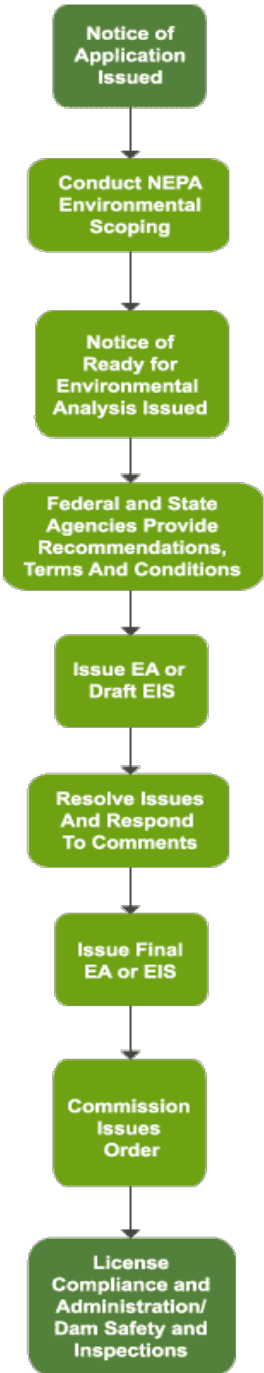 Notice of
Application
Issued
Conduct NEPA
Environmental
Scoping
Notice of
Ready for
Environmental
Analysis Issued
Federal and State
Agencies Provide
Recommendations,
Terms And Conditions
Issue EA or
Draft EIS
Resolve Issues
And Respond
To Comments
Issue Final
EA or EIS
Commission
Issues
Order
License
Compliance and
Administration/
Dam Safety and
Inspections